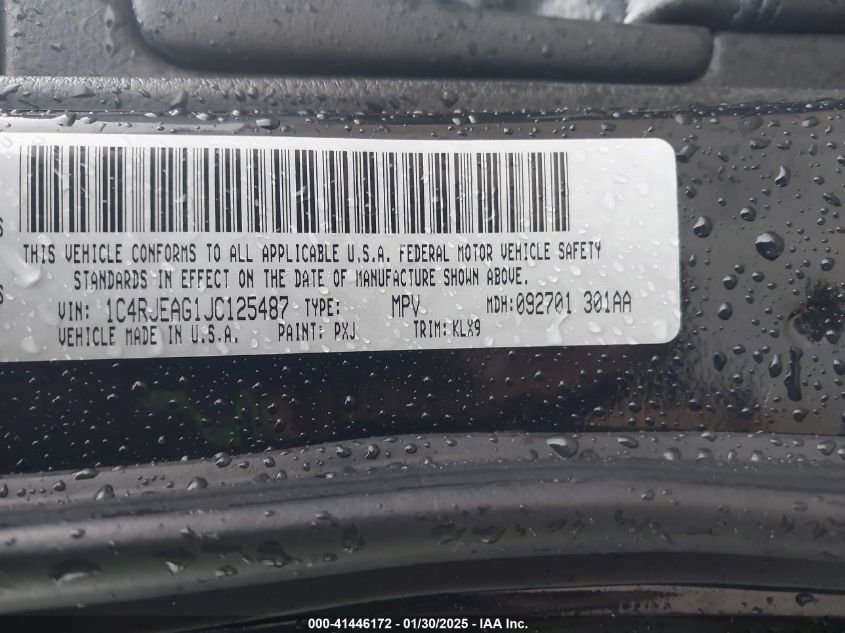 THIS VEHICLE CONFORMS TO ALL APPLICABLE U.S.A. FEDERAL MOTOR VEHICLE SAFETY
STANDARDS IN EFFECT ON THE DATE OF MANUFACTURE SHOWN ABOVE.
VIN: 1C4RJEAG1JC125487 TYPE: MPV MDH:092701 301AA
VEHICLE MADE IN U.S.A. PAINT: PXJ TRIM:KLX9
000-41446172 - 01/30/2025 - IAA Inc.